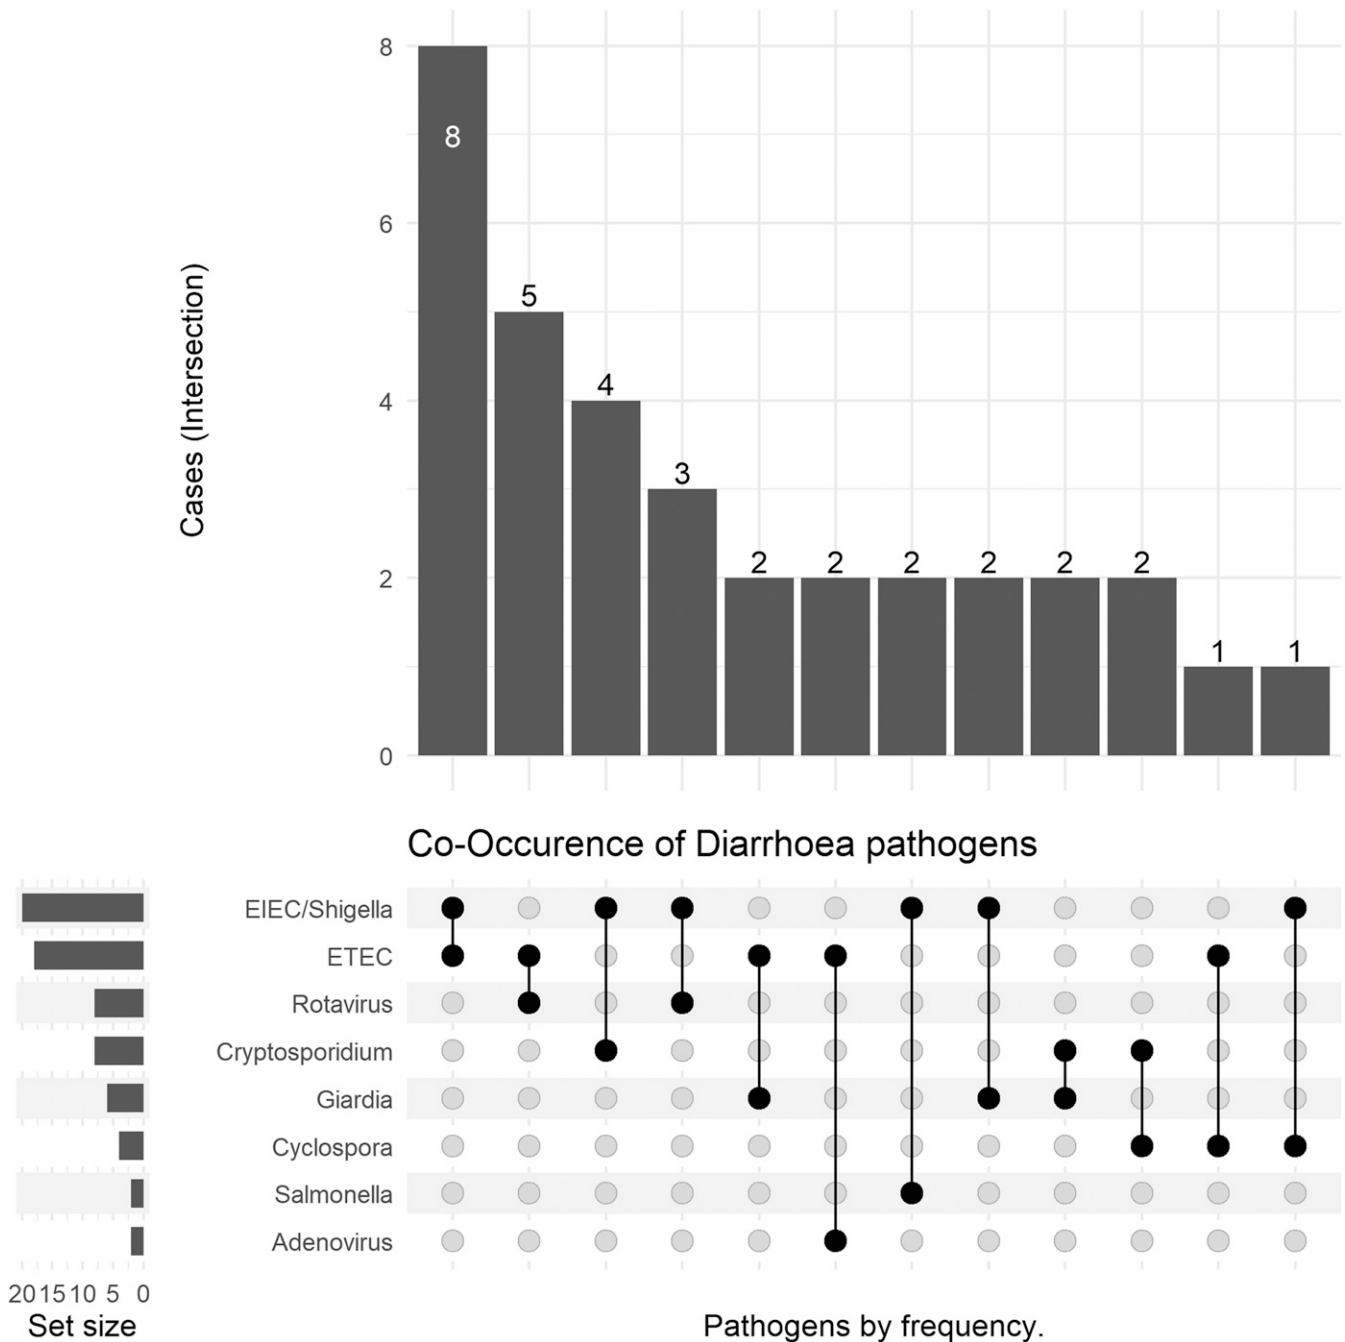 8
6
4
2
0
Cases (Intersection)
8
5
4
3
2
2
2
2
2
2
1
1
Co-Occurence of Diarrhoea pathogens
EIEC/Shigella
ETEC
Rotavirus
Cryptosporidium
Giardia
Cyclospora
Salmonella
Adenovirus
20 15 10 5 0
Set size
Pathogens by frequency.